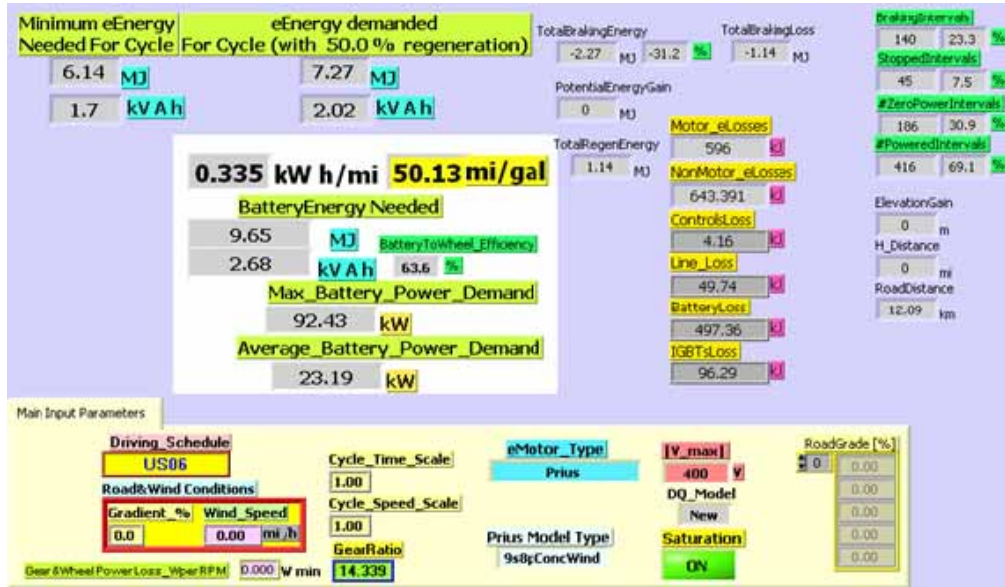 Minimum eEnergy
Needed For Cycle
6.14 MJ
1.7 kVAh
eEnergy demanded
For Cycle (with 50.0% regeneration)
7.27 MJ
2.02 kVAh
TotalBrakingEnergy
-2.27 MJ -31.2 %
TotalBrakingLoss
-1.14 MJ
PotentialEnergyGain
0 MJ
TotalRegenEnergy
1.14 MJ
BrakingIntervals
140 23.3 %
StoppedIntervals
45 7.5 %
#ZeroPowerIntervals
186 30.9 %
#PoweredIntervals
416 69.1 %
0.335 kW h/mi 50.13 mi/gal
BatteryEnergy Needed
9.65 MJ
2.68 kVAh
BatteryToWheel_Efficiency
63.6 %
Max_Battery_Power_Demand
92.43 kW
Average_Battery_Power_Demand
23.19 kW
Motor_eLosses
596 kJ
NonMotor_eLosses
643.391 kJ
ControlsLoss
4.16 kJ
Line_Loss
49.74 kJ
BatteryLoss
497.36 kJ
IGBTsLoss
96.29 kJ
ElevationGain
0 m
H_Distance
0 mi
RoadDistance
12.09 km
Main Input Parameters
Driving_Schedule
US06
Road&Wind Conditions
Gradient_% Wind_Speed
0.0 0.00 mi/h
Gear&WheelPowerLoss_WperRPM 0.000 W min
Cycle_Time_Scale
1.00
Cycle_Speed_Scale
1.00
GearRatio
14.339
eMotor_Type
Prius
Prius Model Type
9s8pConcWind
[V_max]
400 V
DQ_Model
New
Saturation
ON
RoadGrade [%]
0 0.00
0.00
0.00
0.00
0.00